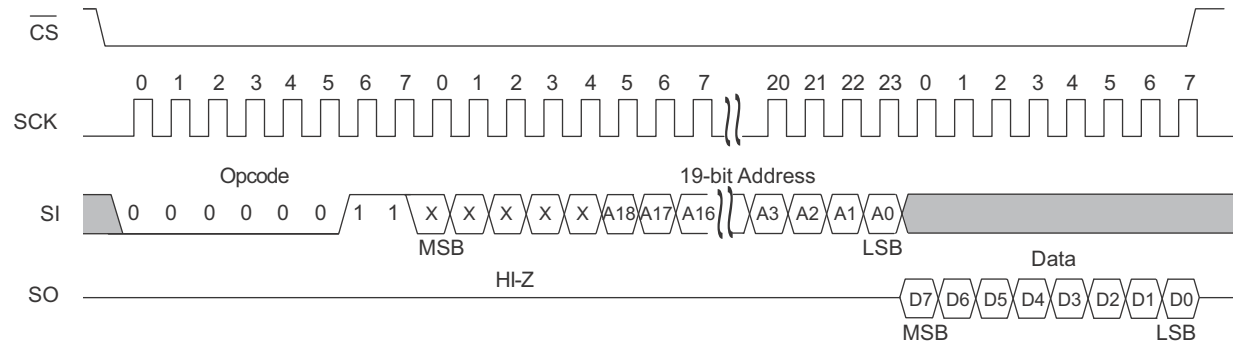 CS
0 1 2 3 4 5 6 7 0 1 2 3 4 5 6 7 20 21 22 23 0 1 2 3 4 5 6 7
SCK
Opcode 19-bit Address
SI 0 0 0 0 0 0 1 1 X X X X X A18 A17 A16 A3 A2 A1 A0
MSB LSB Data
HI-Z
SO D7 D6 D5 D4 D3 D2 D1 D0
MSB LSB